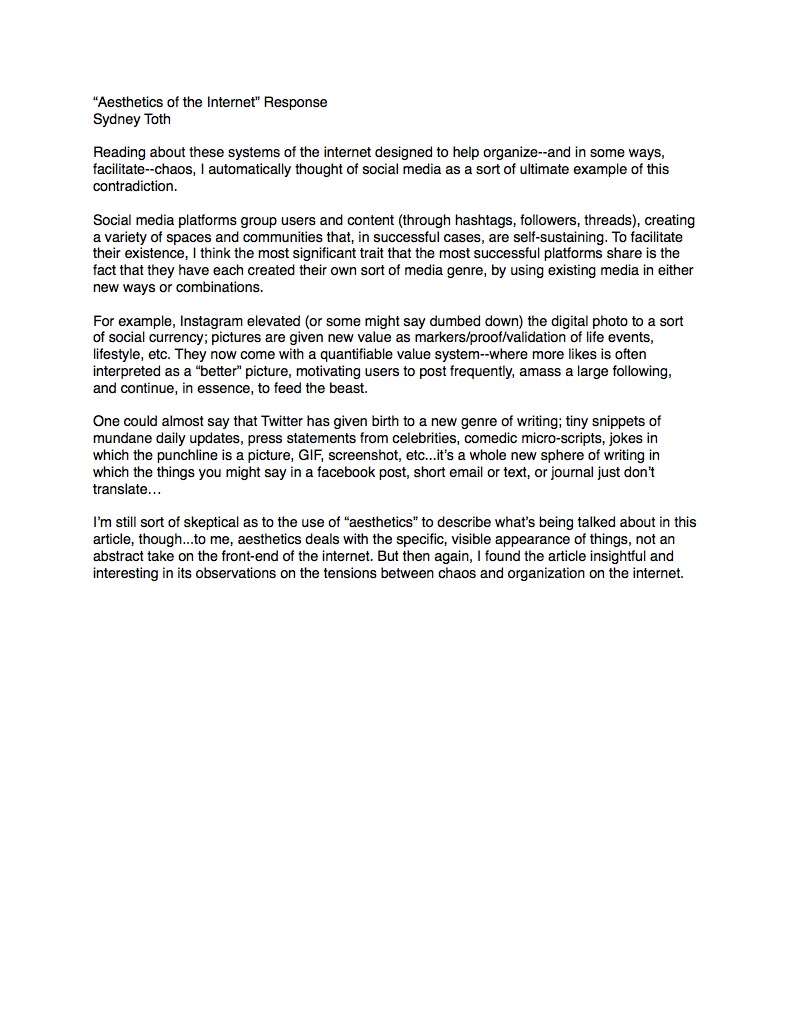 “Aesthetics of the Internet” Response
Sydney Toth
Reading about these systems of the internet designed to help organize--and in some ways,
facilitate--chaos, I automatically thought of social media as a sort of ultimate example of this
contradiction.
Social media platforms group users and content (through hashtags, followers, threads), creating
a variety of spaces and communities that, in successful cases, are self-sustaining. To facilitate
their existence, I think the most significant trait that the most successful platforms share is the
fact that they have each created their own sort of media genre, by using existing media in either
new ways or combinations.
For example, Instagram elevated (or some might say dumbed down) the digital photo to a sort
of social currency; pictures are given new value as markers/proof/validation of life events,
lifestyle, etc. They now come with a quantifiable value system--where more likes is often
interpreted as a “better” picture, motivating users to post frequently, amass a large following,
and continue, in essence, to feed the beast.
One could almost say that Twitter has given birth to a new genre of writing; tiny snippets of
mundane daily updates, press statements from celebrities, comedic micro-scripts, jokes in
which the punchline is a picture, GIF, screenshot, etc...it’s a whole new sphere of writing in
which the things you might say in a facebook post, short email or text, or journal just don’t
translate…
I’m still sort of skeptical as to the use of “aesthetics” to describe what’s being talked about in this
article, though...to me, aesthetics deals with the specific, visible appearance of things, not an
abstract take on the front-end of the internet. But then again, I found the article insightful and
interesting in its observations on the tensions between chaos and organization on the internet.